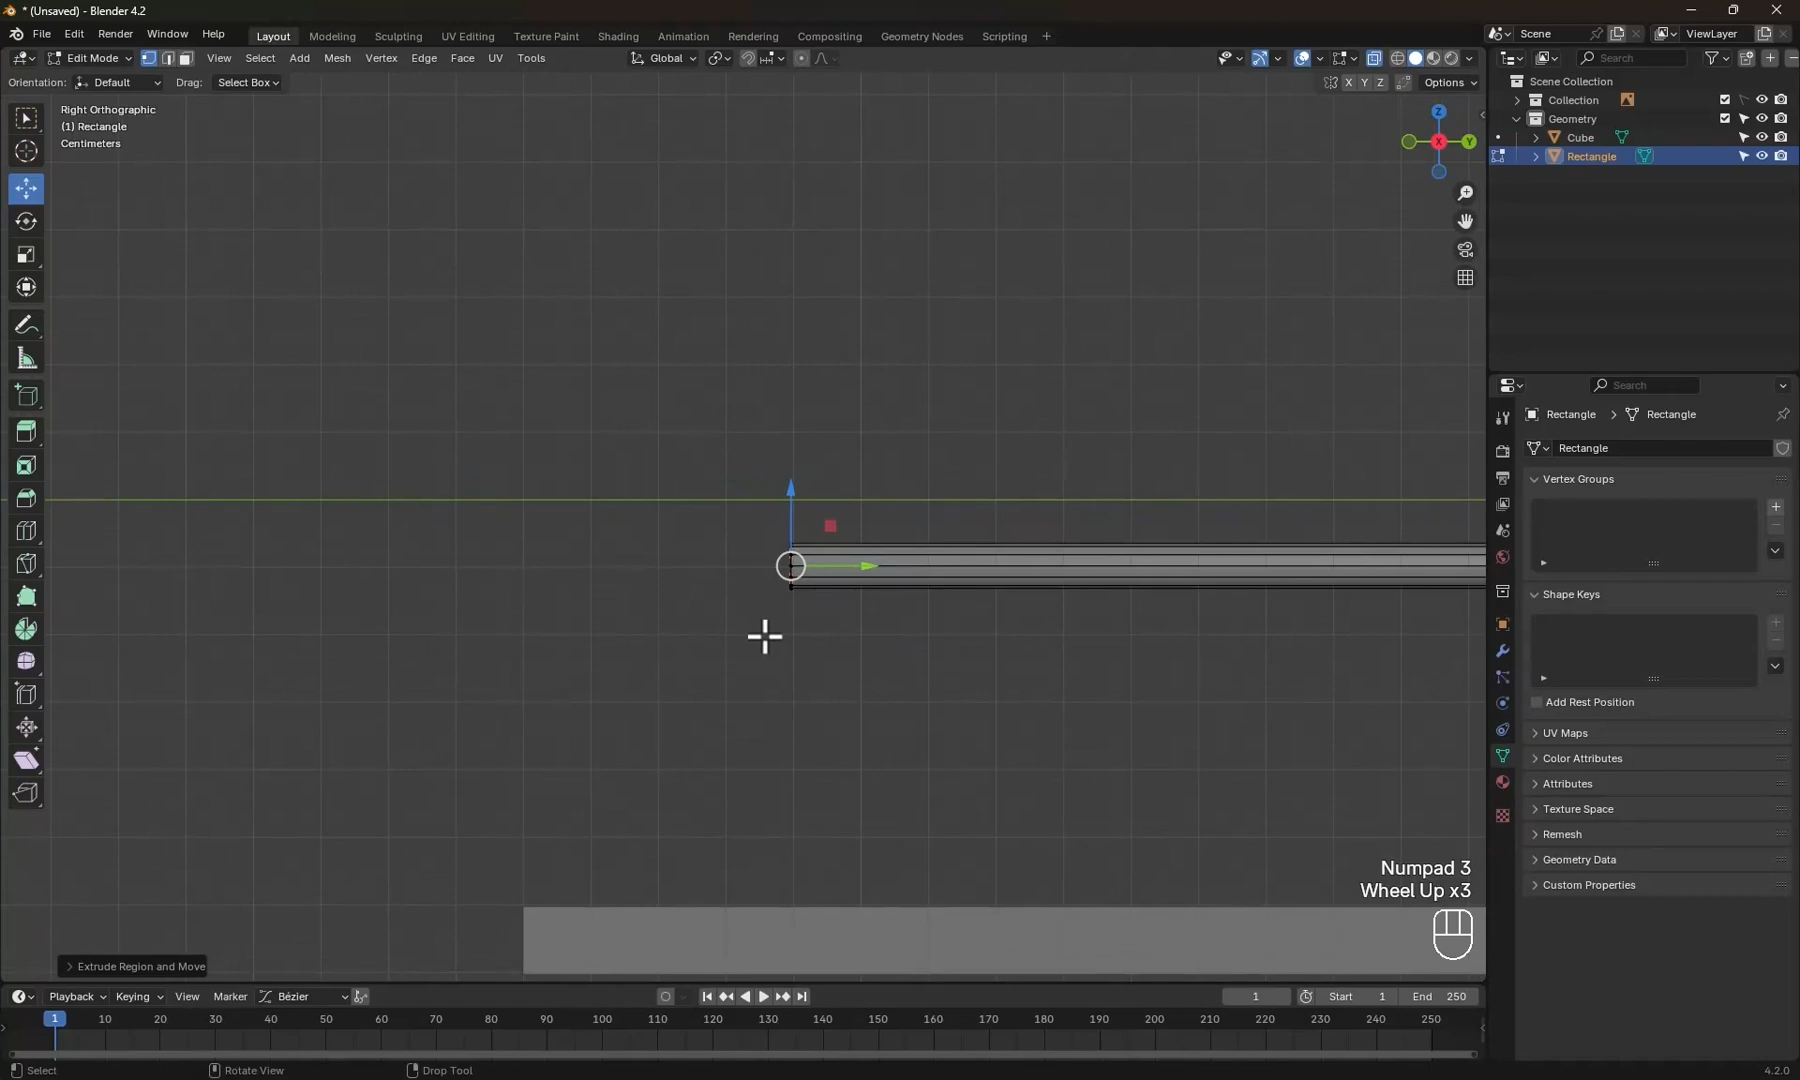 * (Unsaved) - Blender 4.2
File Edit Render Window Help Layout Modeling Sculpting UV Editing Texture Paint Shading Animation Rendering Compositing Geometry Nodes Scripting + Scene ViewLayer
Edit Mode View Select Add Mesh Vertex Edge Face UV Tools Global Search
Orientation: Default Drag: Select Box X Y Z Options
Scene Collection
Collection
Geometry
Cube
Rectangle
Right Orthographic
(1) Rectangle
Centimeters
Z
X
Y
Search
Rectangle > Rectangle
Rectangle
Vertex Groups
Shape Keys
Add Rest Position
UV Maps
Color Attributes
Attributes
Texture Space
Remesh
Geometry Data
Custom Properties
Numpad 3
Wheel Up x3
> Extrude Region and Move
Playback Keying View Marker Bézier 1 Start 1 End 250
1 10 20 30 40 50 60 70 80 90 100 110 120 130 140 150 160 170 180 190 200 210 220 230 240 250
Select Rotate View Drop Tool 4.2.0